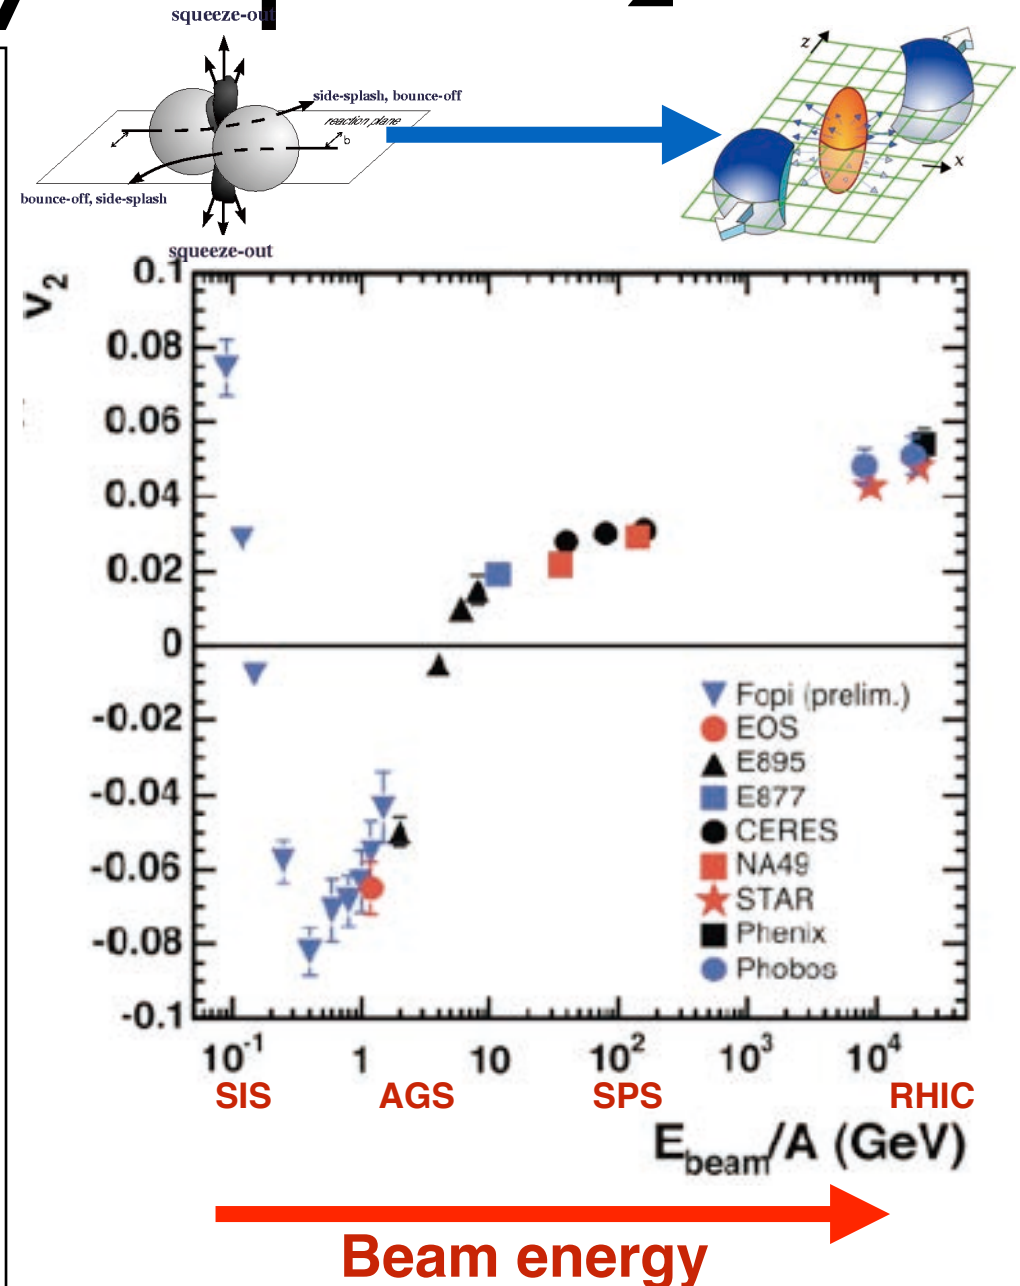 squeeze-out
side-splash, bounce-off
reaction plane
b
bounce-off, side-splash
squeeze-out
z
x
v2
0.1
0.08
0.06
0.04
0.02
0
-0.02
-0.04
-0.06
-0.08
-0.1
Fopi (prelim.)
EOS
E895
E877
CERES
NA49
STAR
Phenix
Phobos
10-1 1 10 102 103 104
SIS AGS SPS RHIC
Ebeam/A (GeV)
Beam energy